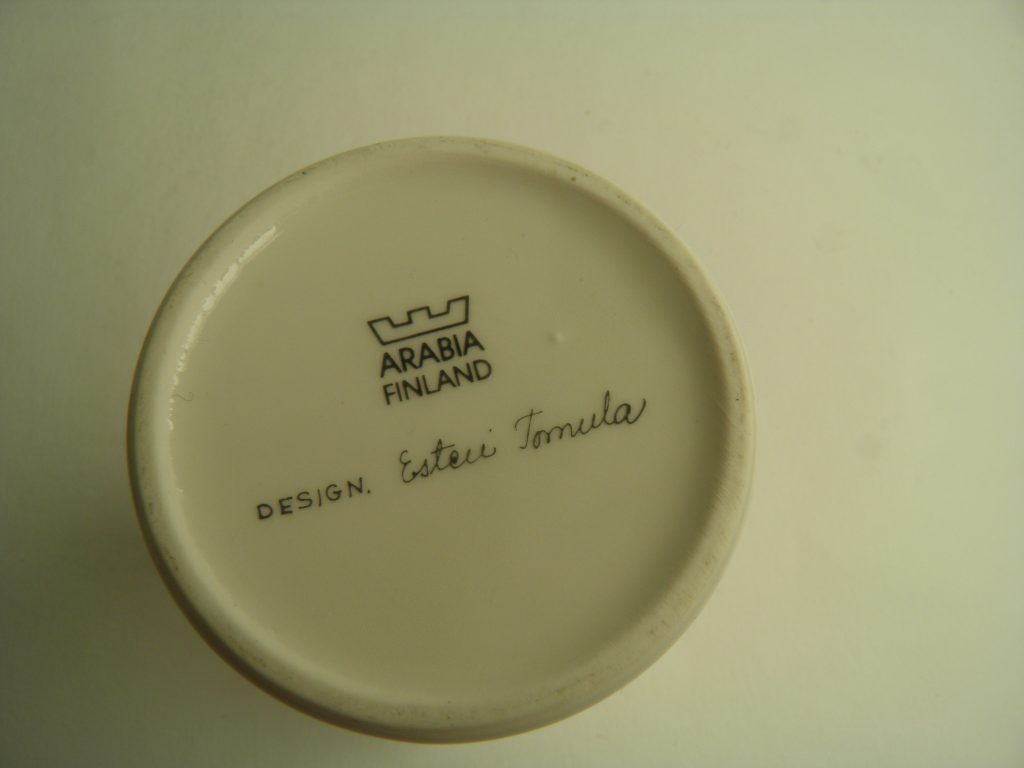 ARABIA
FINLAND
DESIGN. Esteri Tomula